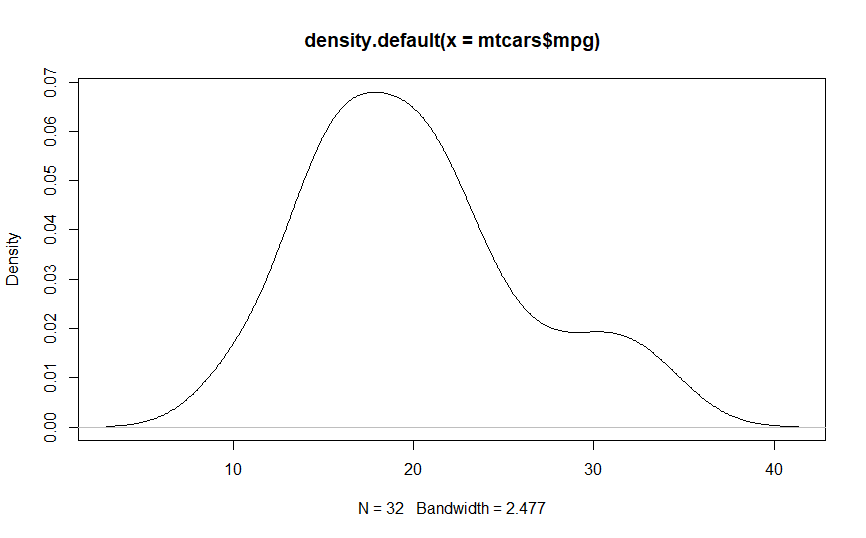 density.default(x = mtcars$mpg)
Density
0.07
0.06
0.05
0.04
0.03
0.02
0.01
0.00
10 20 30 40
N = 32 Bandwidth = 2.477